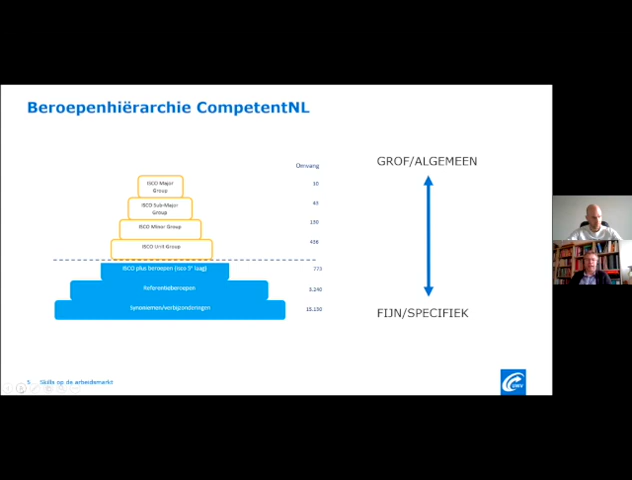 Beroepenhiërarchie CompetentNL
Omvang
ISCO Major
Group
10
ISCO Sub-Major
Group
43
ISCO Minor Group
130
ISCO Unit Group
436
ISCO plus beroepen (isco 5e laag)
773
Referentieberoepen
3.240
Synoniemen/verbijzonderingen
15.150
GROF/ALGEMEEN
FIJN/SPECIFIEK
5 Skills op de arbeidsmarkt